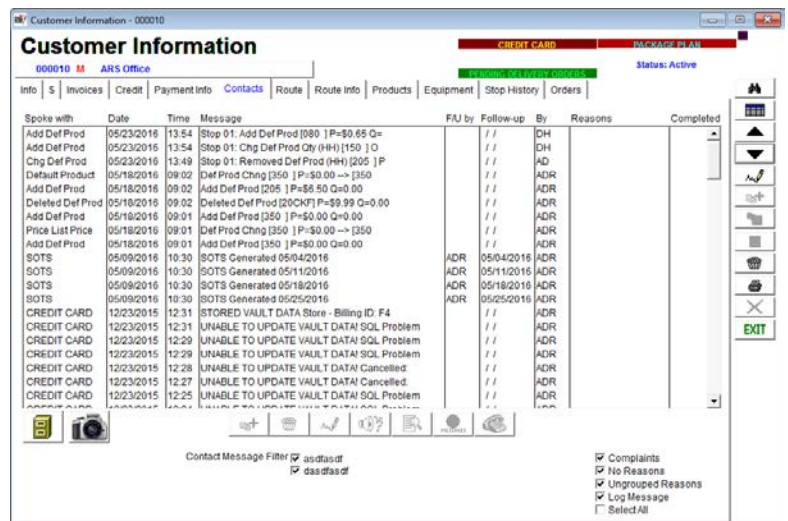 Customer Information - 000010
Customer Information
CREDIT CARD PACKAGE PLAN
000010 M ARS Office
PENDING DELIVERY ORDERS
Status: Active
Info $ Invoices Credit Payment Info Contacts Route Route Info Products Equipment Stop History Orders
Spoke with Date Time Message F/U by Follow-up By Reasons Completed
Add Def Prod 05/23/2016 13:54 Stop 01: Add Def Prod [080 ] P=$0.65 Q= / / DH
Add Def Prod 05/23/2016 13:54 Stop 01: Chg Def Prod Qty (HH) [150 ] O / / DH
Chg Def Prod 05/23/2016 13:49 Stop 01: Removed Def Prod (HH) [205 ] P / / AD
Default Product 05/18/2016 09:02 Def Prod Chng [350 ] P=$0.00 --> [350 / / ADR
Add Def Prod 05/18/2016 09:02 Add Def Prod [205 ] P=$6.50 Q=0.00 / / ADR
Deleted Def Prod 05/18/2016 09:02 Deleted Def Prod [20CKF] P=$9.99 Q=0.00 / / ADR
Add Def Prod 05/18/2016 09:01 Add Def Prod [350 ] P=$0.00 Q=0.00 / / ADR
Price List Price 05/18/2016 09:01 Def Prod Chng [350 ] P=$0.00 --> [350 / / ADR
Add Def Prod 05/18/2016 09:01 Add Def Prod [350 ] P=$0.00 Q=0.00 / / ADR
SOTS 05/09/2016 10:30 SOTS Generated 05/04/2016 ADR 05/04/2016 ADR
SOTS 05/09/2016 10:30 SOTS Generated 05/11/2016 ADR 05/11/2016 ADR
SOTS 05/09/2016 10:30 SOTS Generated 05/18/2016 ADR 05/18/2016 ADR
SOTS 05/09/2016 10:30 SOTS Generated 05/25/2016 ADR 05/25/2016 ADR
CREDIT CARD 12/23/2015 12:31 STORED VAULT DATA Store - Billing ID: F4 / / ADR
CREDIT CARD 12/23/2015 12:31 UNABLE TO UPDATE VAULT DATA! SQL Problem / / ADR
CREDIT CARD 12/23/2015 12:29 UNABLE TO UPDATE VAULT DATA! SQL Problem / / ADR
CREDIT CARD 12/23/2015 12:29 UNABLE TO UPDATE VAULT DATA! SQL Problem / / ADR
CREDIT CARD 12/23/2015 12:28 UNABLE TO UPDATE VAULT DATA! Cancelled: / / ADR
CREDIT CARD 12/23/2015 12:27 UNABLE TO UPDATE VAULT DATA! Cancelled: / / ADR
CREDIT CARD 12/23/2015 12:25 UNABLE TO UPDATE VAULT DATA! SQL Problem / / ADR
EXIT
Contact Message Filter asdfasdf
dasdfasdf
Complaints
No Reasons
Ungrouped Reasons
Log Message
Select All